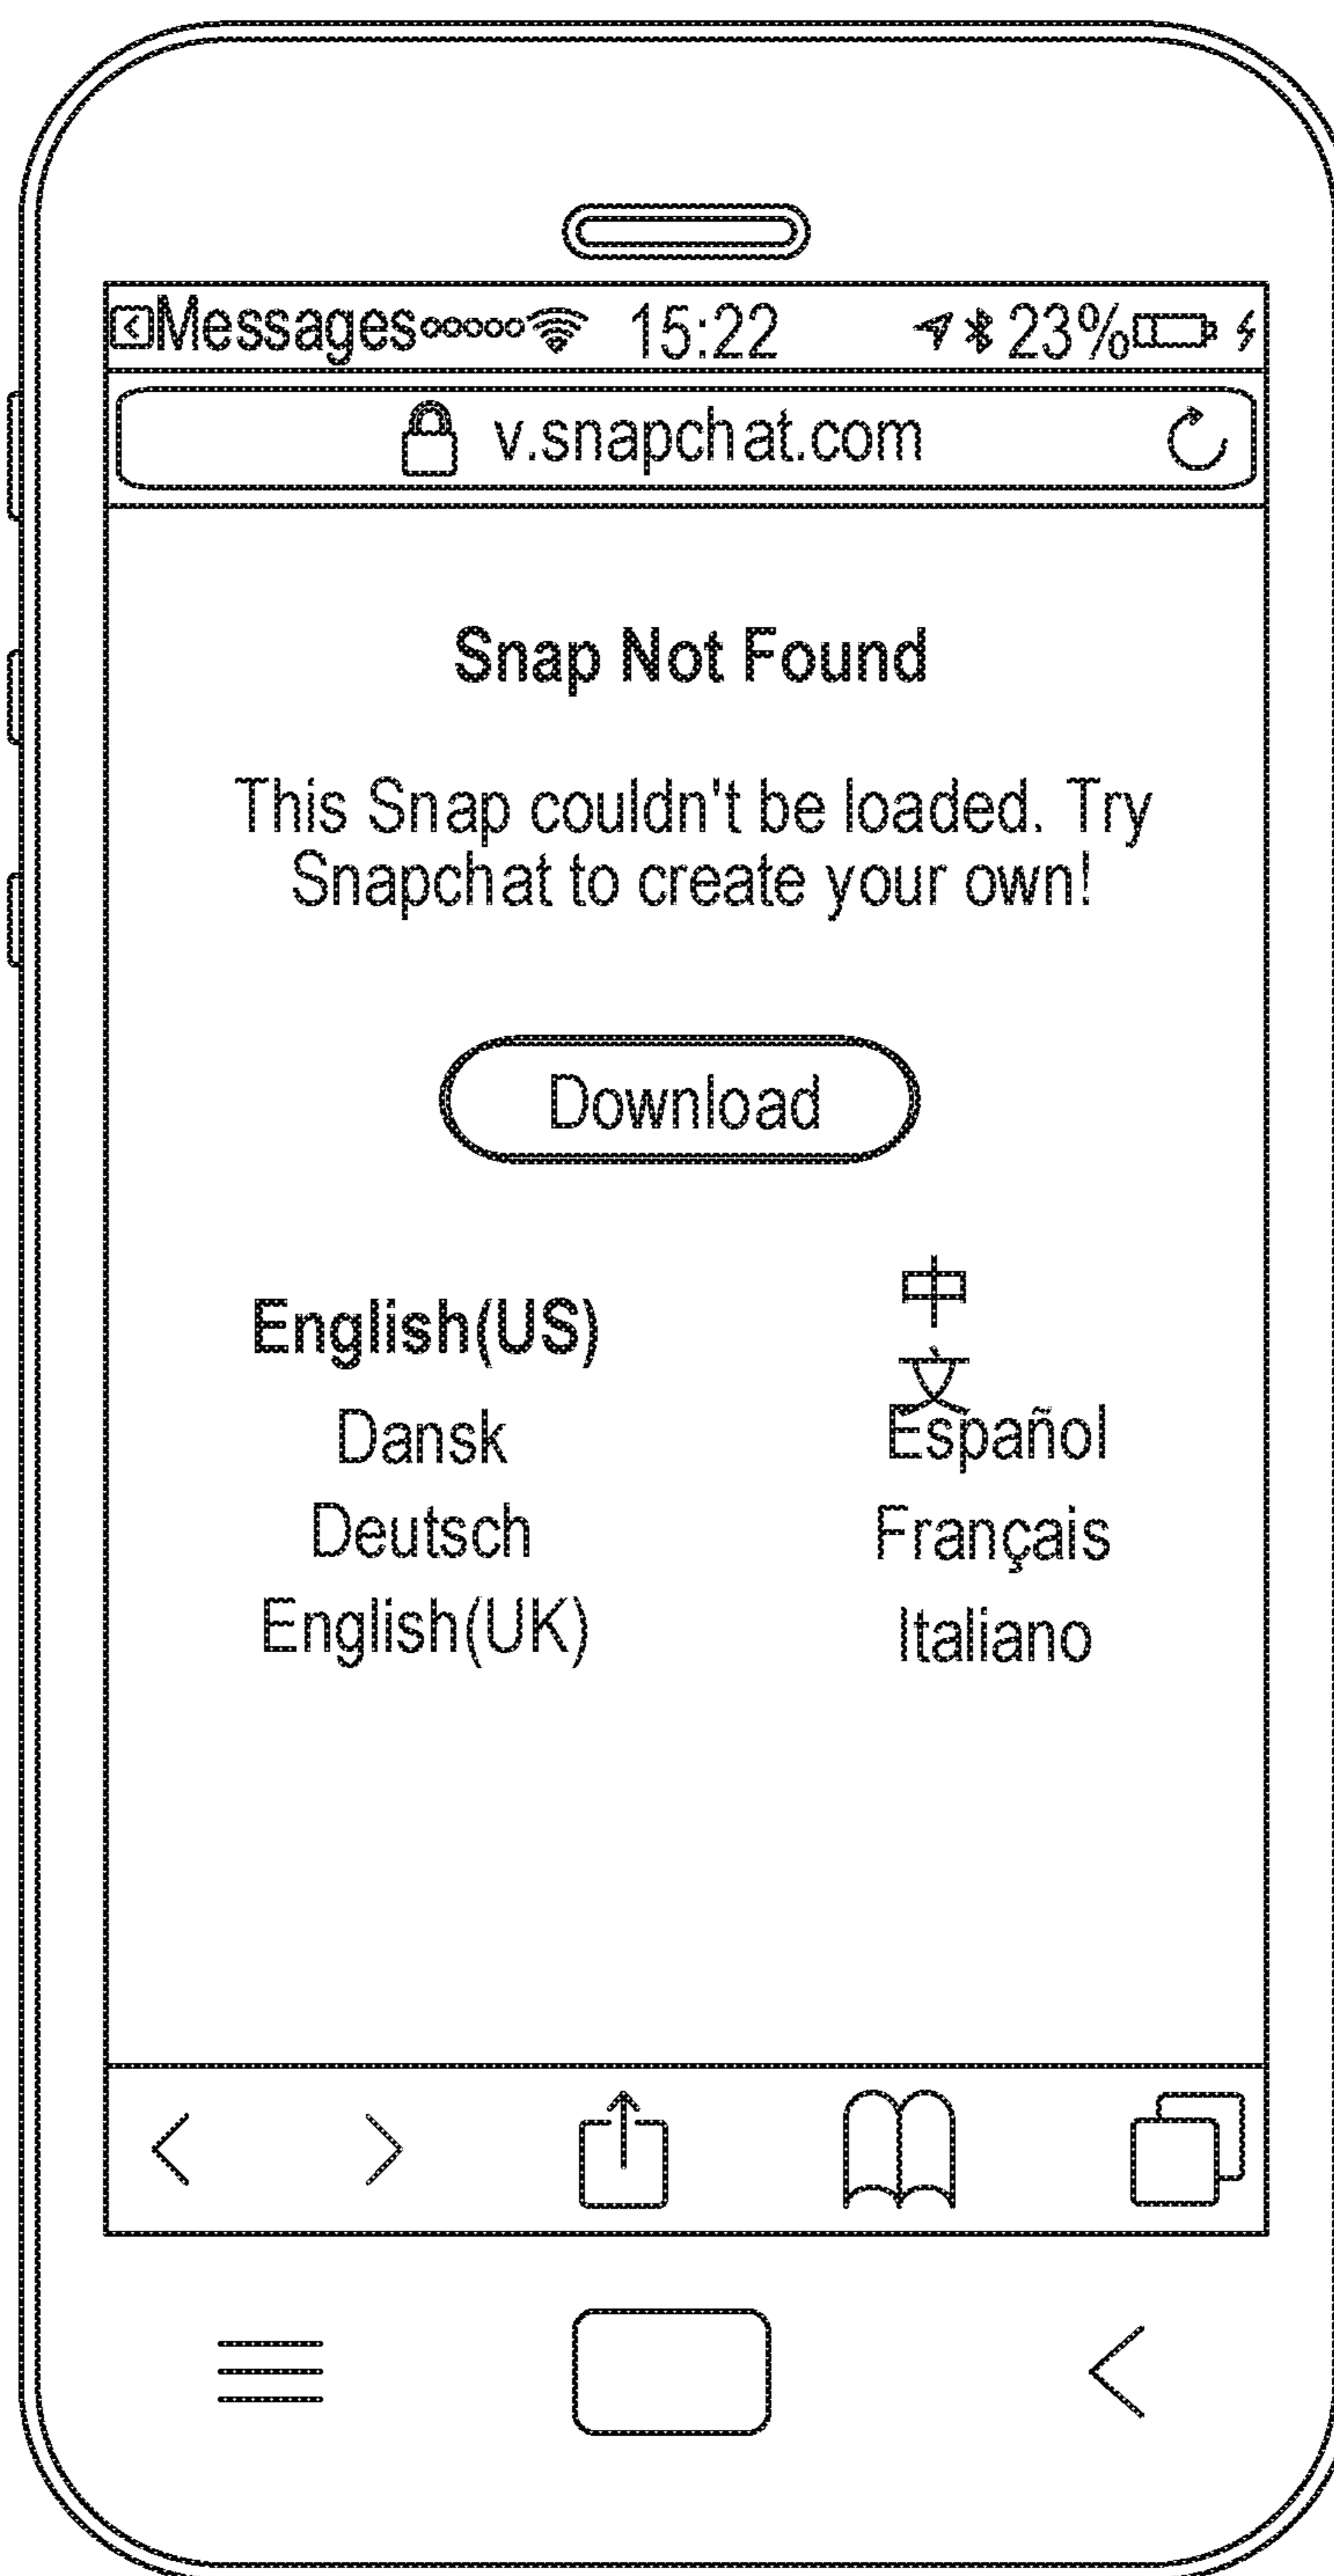 Messages 15:22 23%
v.snapchat.com
Snap Not Found
This Snap couldn't be loaded. Try
Snapchat to create your own!
Download
English(US)
中
文
Dansk
Español
Deutsch
Français
English(UK)
Italiano